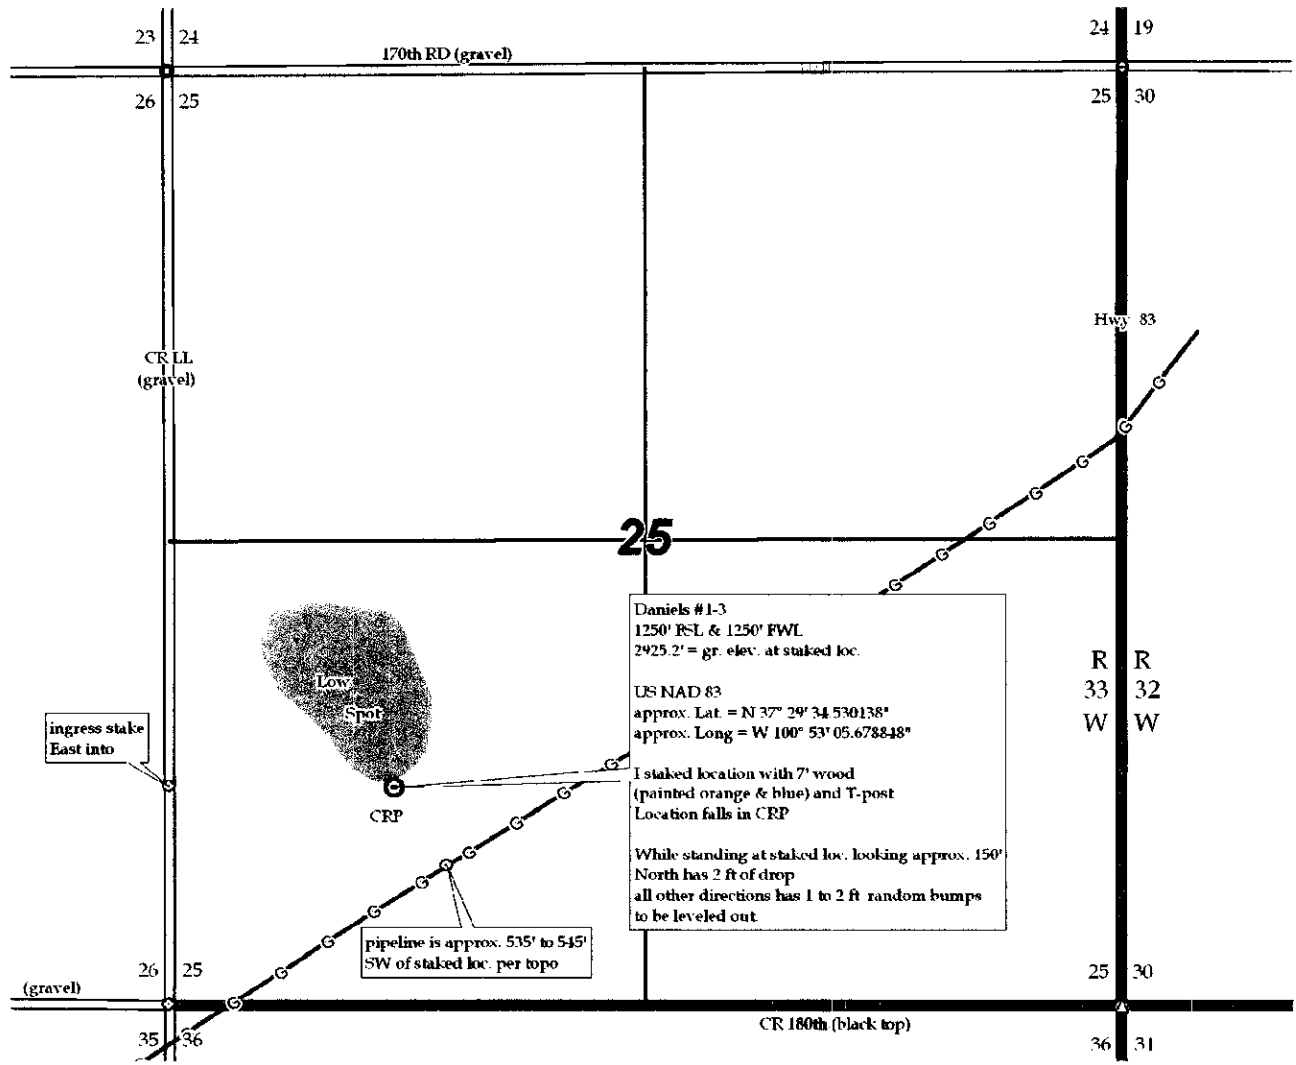 23 24
24 19
170th RD (gravel)
26 25
25 30
Hwy 83
CR LL
(gravel)
25
Daniels #1-3
1250' FSL & 1250' FWL
2925.2' = gr. elev. at staked loc.
US NAD 83
approx. Lat. = N 37° 29' 34.530138"
approx. Long = W 100° 53' 05.678848"
I staked location with 7' wood
(painted orange & blue) and T-post
Location falls in CRP
While standing at staked loc. looking approx. 150'
North has 2 ft of drop
all other directions has 1 to 2 ft random bumps
to be leveled out.
R R
33 32
W W
Low
Spot
ingress stake
East into
CRP
G G G G G G G G G G G G G G G G G
pipeline is approx. 535' to 545'
SW of staked loc. per topo
26 25
25 30
(gravel)
CR 180th (black top)
35 36
36 31